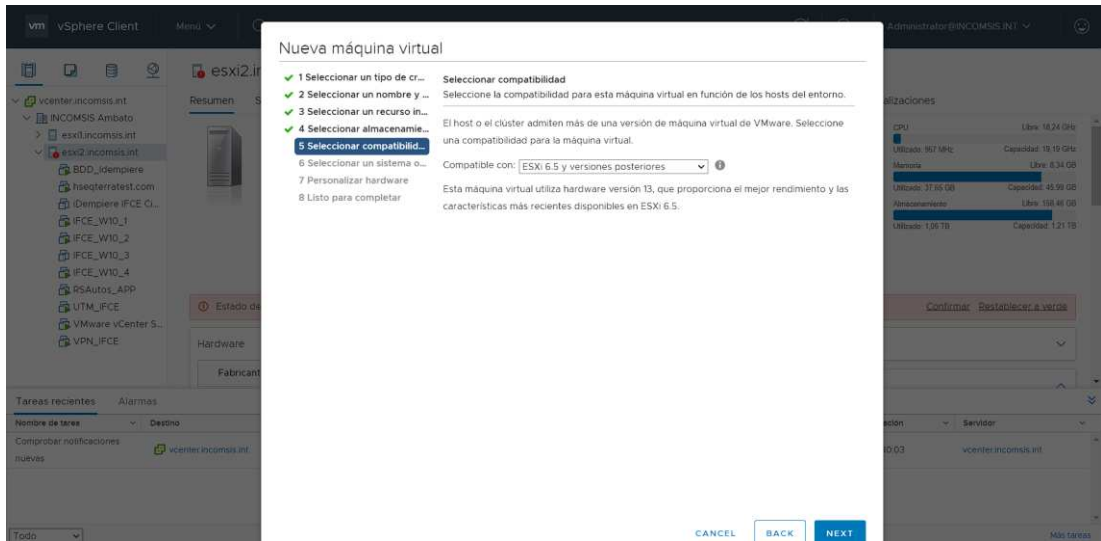 vm vSphere Client Menú Administrator@INCOMSIS.INT
esxi2.in
vcenter.incomsis.int
INCOMSIS Ambato
esxi1.incomsis.int
esxi2.incomsis.int
BDD_Idempiere
hseqterratest.com
iDempiere IFCE Ci...
IFCE_W10_1
IFCE_W10_2
IFCE_W10_3
IFCE_W10_4
RSAutos_APP
UTM_IFCE
VMware vCenter S...
VPN_IFCE
Resumen S
Nueva máquina virtual
1 Seleccionar un tipo de cr...
2 Seleccionar un nombre y ...
3 Seleccionar un recurso in...
4 Seleccionar almacenamie...
5 Seleccionar compatibilid...
6 Seleccionar un sistema o...
7 Personalizar hardware
8 Listo para completar
Seleccionar compatibilidad
Seleccione la compatibilidad para esta máquina virtual en función de los hosts del entorno.
El host o el clúster admiten más de una versión de máquina virtual de VMware. Seleccione
una compatibilidad para la máquina virtual.
Compatible con: ESXi 6.5 y versiones posteriores
Esta máquina virtual utiliza hardware versión 13, que proporciona el mejor rendimiento y las
características más recientes disponibles en ESXi 6.5.
CANCEL BACK NEXT
alizaciones
CPU Libre: 18,24 GHz
Utilizado: 957 MHz Capacidad: 19,19 GHz
Memoria Libre: 8,34 GB
Utilizado: 37,65 GB Capacidad: 45,99 GB
Almacenamiento Libre: 158,46 GB
Utilizado: 1,06 TB Capacidad: 1,21 TB
Estado de
Confirmar Restablecer a verde
Hardware
Fabricant
Tareas recientes Alarmas
Nombre de tarea Destino ación Servidor
Comprobar notificaciones
nuevas
vcenter.incomsis.int 0:03 vcenter.incomsis.int
Todo Más tareas